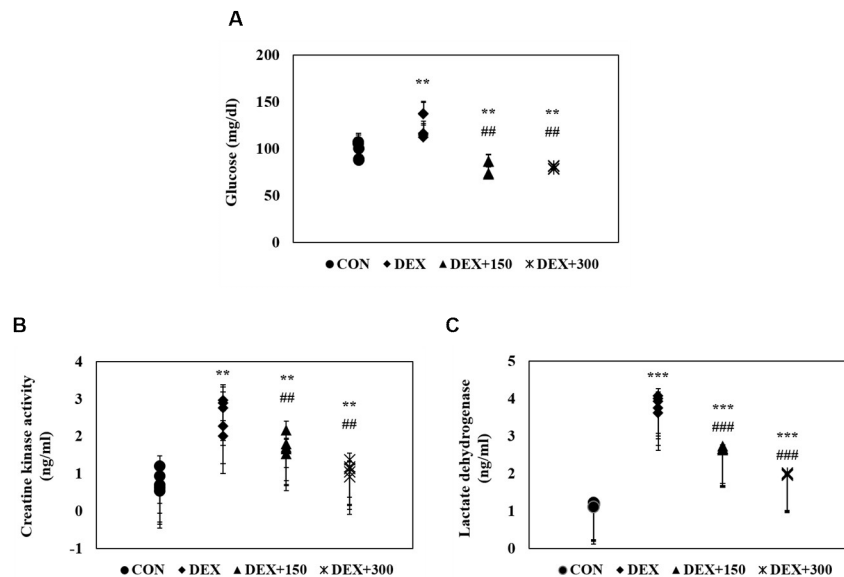 A
200
150
100
50
0
Glucose (mg/dl)
**
**
##
**
##
CON DEX DEX+150 DEX+300
B
4
3
2
1
0
-1
Creatine kinase activity
(ng/ml)
**
**
##
**
##
CON DEX DEX+150 DEX+300
C
5
4
3
2
1
0
Lactate dehydrogenase
(ng/ml)
***
***
###
***
###
CON DEX DEX+150 DEX+300